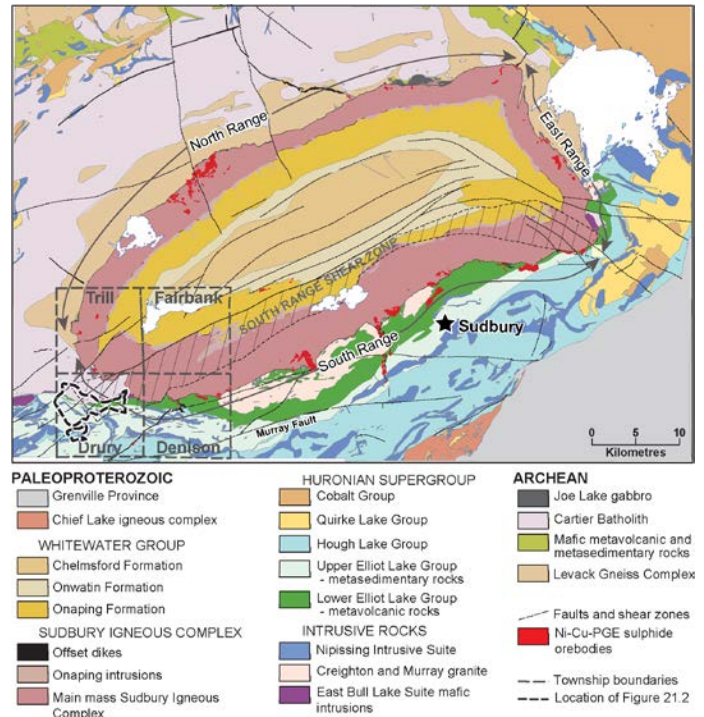 North Range
East Range
SOUTH RANGE SHEAR ZONE
Trill
Fairbank
Sudbury
South Range
Murray Fault
Drury
Denison
0 5 10
Kilometres
PALEOPROTEROZOIC
Grenville Province
Chief Lake igneous complex
WHITEWATER GROUP
Chelmsford Formation
Onwatin Formation
Onaping Formation
SUDBURY IGNEOUS COMPLEX
Offset dikes
Onaping intrusions
Main mass Sudbury Igneous
Complex
HURONIAN SUPERGROUP
Cobalt Group
Quirke Lake Group
Hough Lake Group
Upper Elliot Lake Group
- metasedimentary rocks
Lower Elliot Lake Group
- metavolcanic rocks
INTRUSIVE ROCKS
Nipissing Intrusive Suite
Creighton and Murray granite
East Bull Lake Suite mafic
intrusions
ARCHEAN
Joe Lake gabbro
Cartier Batholith
Mafic metavolcanic and
metasedimentary rocks
Levack Gneiss Complex
Faults and shear zones
Ni-Cu-PGE sulphide
orebodies
Township boundaries
Location of Figure 21.2